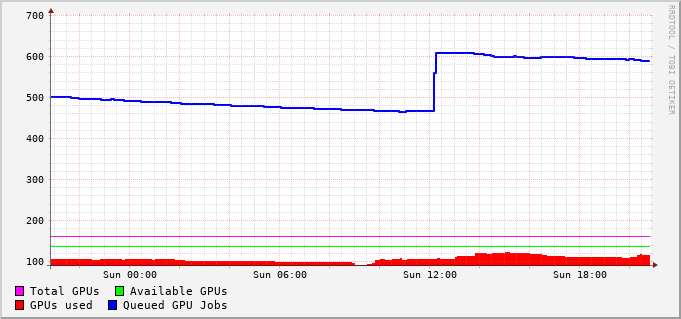 700
600
500
400
300
200
100
Sun 00:00 Sun 06:00 Sun 12:00 Sun 18:00
Total GPUs Available GPUs
GPUs used Queued GPU Jobs
RRDTOOL / TOBI OETIKER